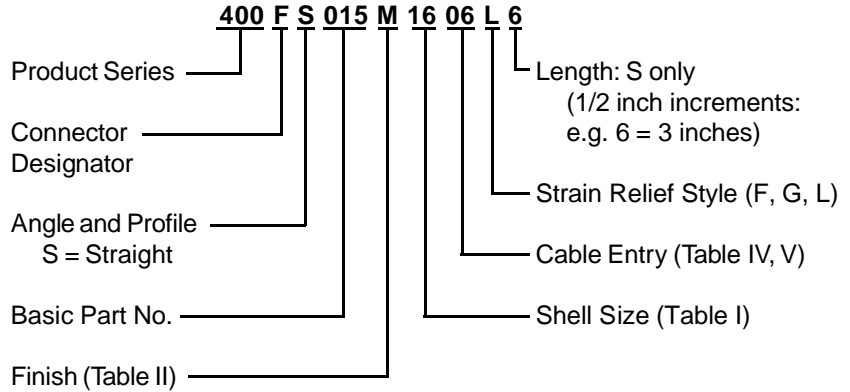 400 F S 015 M 16 06 L 6
Product Series
Connector
Designator
Angle and Profile
S = Straight
Basic Part No.
Finish (Table II)
Length: S only
(1/2 inch increments:
e.g. 6 = 3 inches)
Strain Relief Style (F, G, L)
Cable Entry (Table IV, V)
Shell Size (Table I)